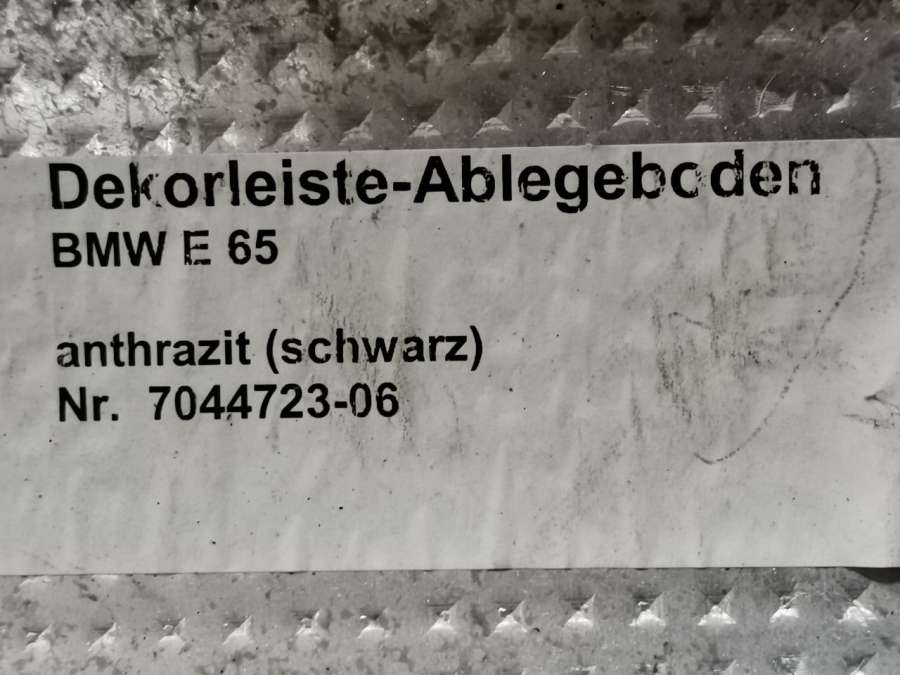 Dekorleiste-Ablegeboden
BMW E 65
anthrazit (schwarz)
Nr. 7044723-06